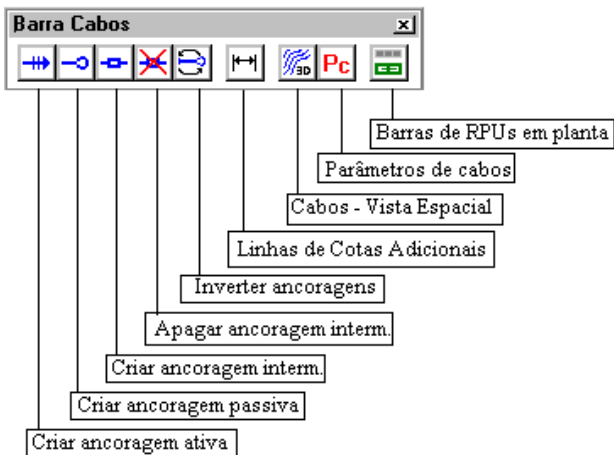 Barra Cabos
3D
Pc
Barras de RPUs em planta
Parâmetros de cabos
Cabos - Vista Espacial
Linhas de Cotas Adicionais
Inverter ancoragens
Apagar ancoragem interm.
Criar ancoragem interm.
Criar ancoragem passiva
Criar ancoragem ativa